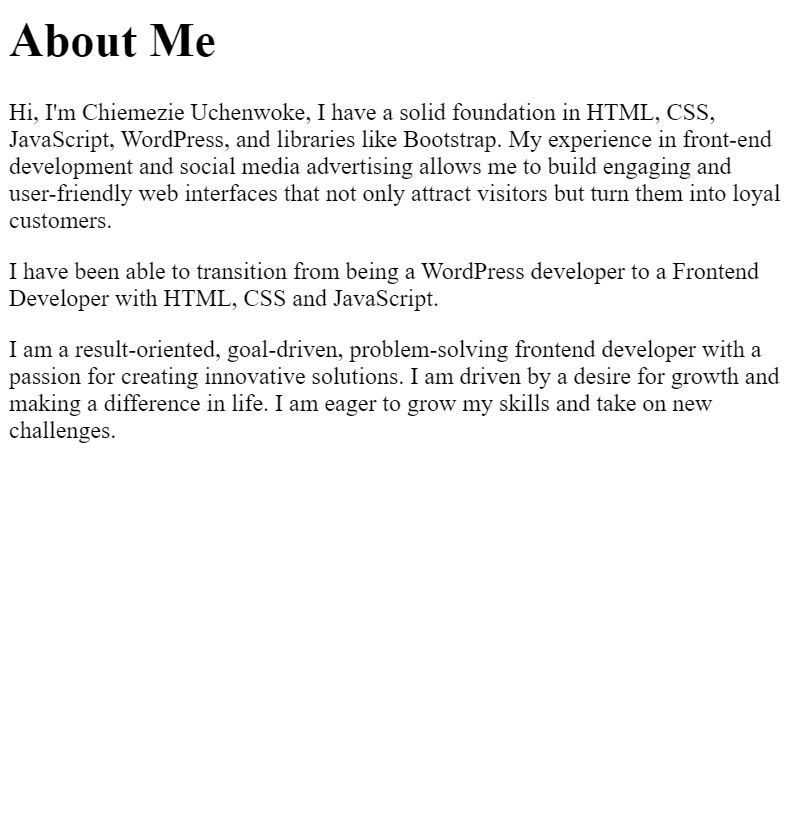 About Me
Hi, I'm Chiemezie Uchenwoke, I have a solid foundation in HTML, CSS,
JavaScript, WordPress, and libraries like Bootstrap. My experience in front-end
development and social media advertising allows me to build engaging and
user-friendly web interfaces that not only attract visitors but turn them into loyal
customers.
I have been able to transition from being a WordPress developer to a Frontend
Developer with HTML, CSS and JavaScript.
I am a result-oriented, goal-driven, problem-solving frontend developer with a
passion for creating innovative solutions. I am driven by a desire for growth and
making a difference in life. I am eager to grow my skills and take on new
challenges.